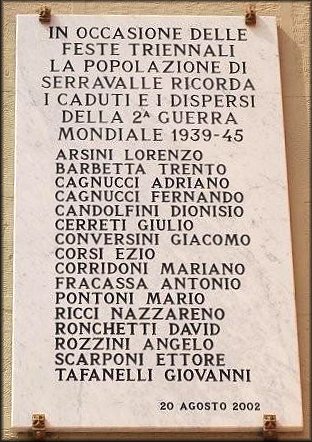 IN OCCASIONE DELLE
FESTE TRIENNALI
LA POPOLAZIONE DI
SERRAVALLE RICORDA
I CADUTI E I DISPERSI
DELLA 2ᴬ GUERRA
MONDIALE 1939-45
ARSINI LORENZO
BARBETTA TRENTO
CAGNUCCI ADRIANO
CAGNUCCI FERNANDO
CANDOLFINI DIONISIO
CERRETI GIULIO
CONVERSINI GIACOMO
CORSI EZIO
CORRIDONI MARIANO
FRACASSA ANTONIO
PONTONI MARIO
RICCI NAZZARENO
RONCHETTI DAVID
ROZZINI ANGELO
SCARPONI ETTORE
TAFANELLI GIOVANNI
20 AGOSTO 2002